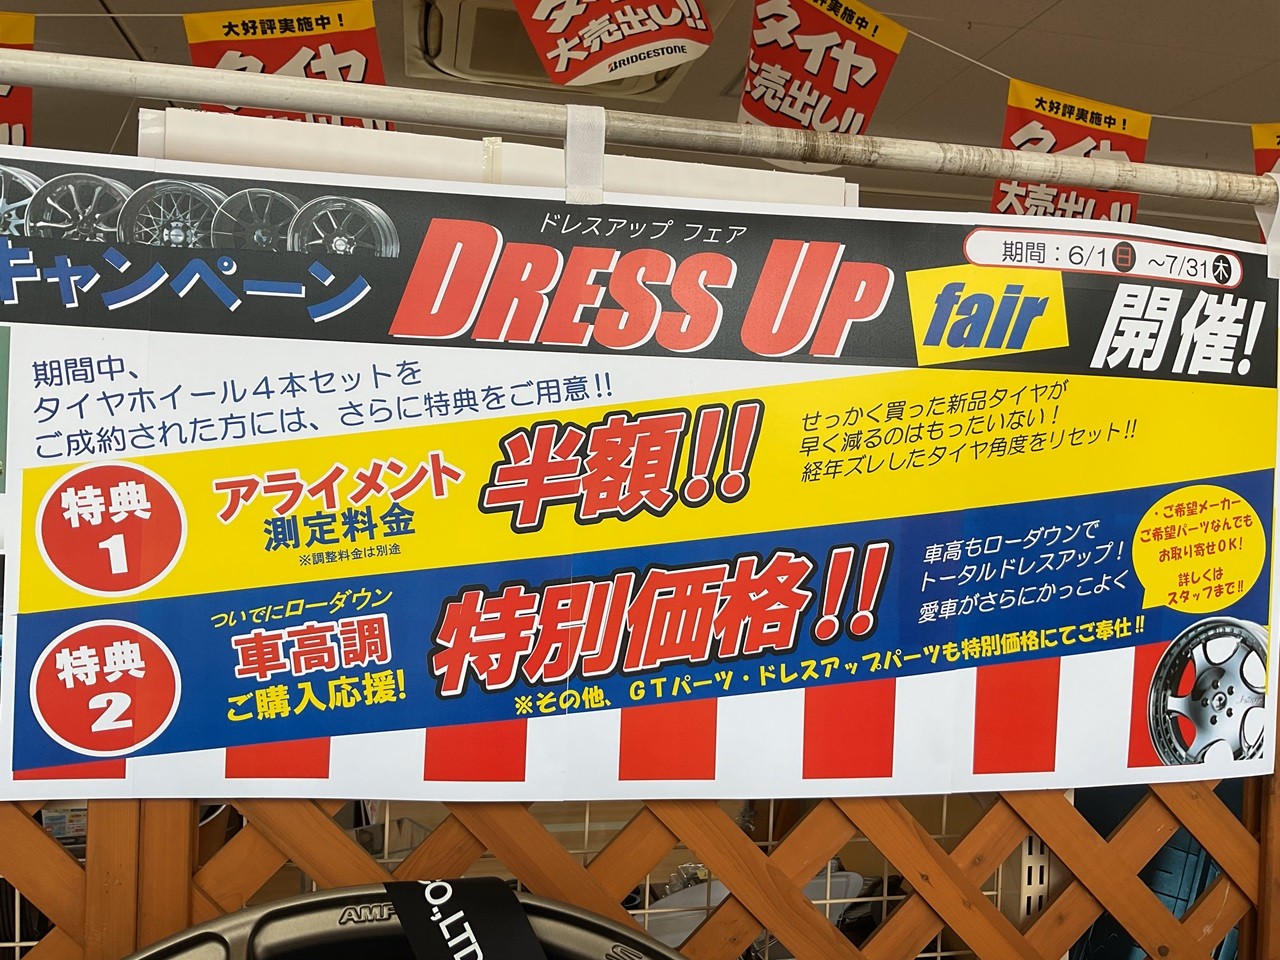 大好評実施中！
タイヤ
大売出し!!
BRIDGESTONE
タイヤ
大売出し!!
大好評実施中！
タイヤ
大売出し!!
キャンペーン
ドレスアップ フェア
DRESS UP
fair
開催!
期間：6/1日 〜7/31木
期間中、
タイヤホイール４本セットを
ご成約された方には、さらに特典をご用意!!
特典
1
アライメント
測定料金
※調整料金は別途
半額!!
せっかく買った新品タイヤが
早く減るのはもったいない！
経年ズレしたタイヤ角度をリセット!!
特典
2
ついでにローダウン
車高調
ご購入応援!
特別価格!!
※その他、ＧＴパーツ・ドレスアップパーツも特別価格にてご奉仕!!
車高もローダウンで
トータルドレスアップ！
愛車がさらにかっこよく
・ご希望メーカー
ご希望パーツなんでも
お取り寄せOK!
詳しくは
スタッフまで!!
CO.,LTD